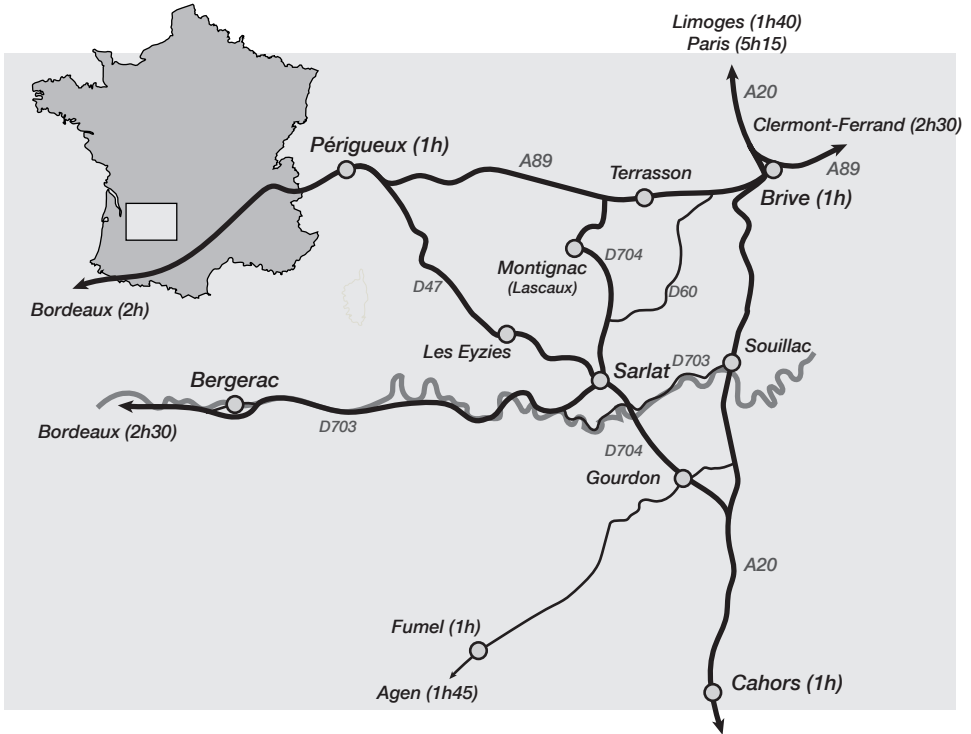 Limoges (1h40)
Paris (5h15)
A20
Clermont-Ferrand (2h30)
Périgueux (1h)
A89
Terrasson
A89
Brive (1h)
Montignac
(Lascaux)
D704
D60
D47
Bordeaux (2h)
Les Eyzies
Sarlat
D703
Souillac
Bergerac
Bordeaux (2h30)
D703
D704
Gourdon
A20
Fumel (1h)
Agen (1h45)
Cahors (1h)